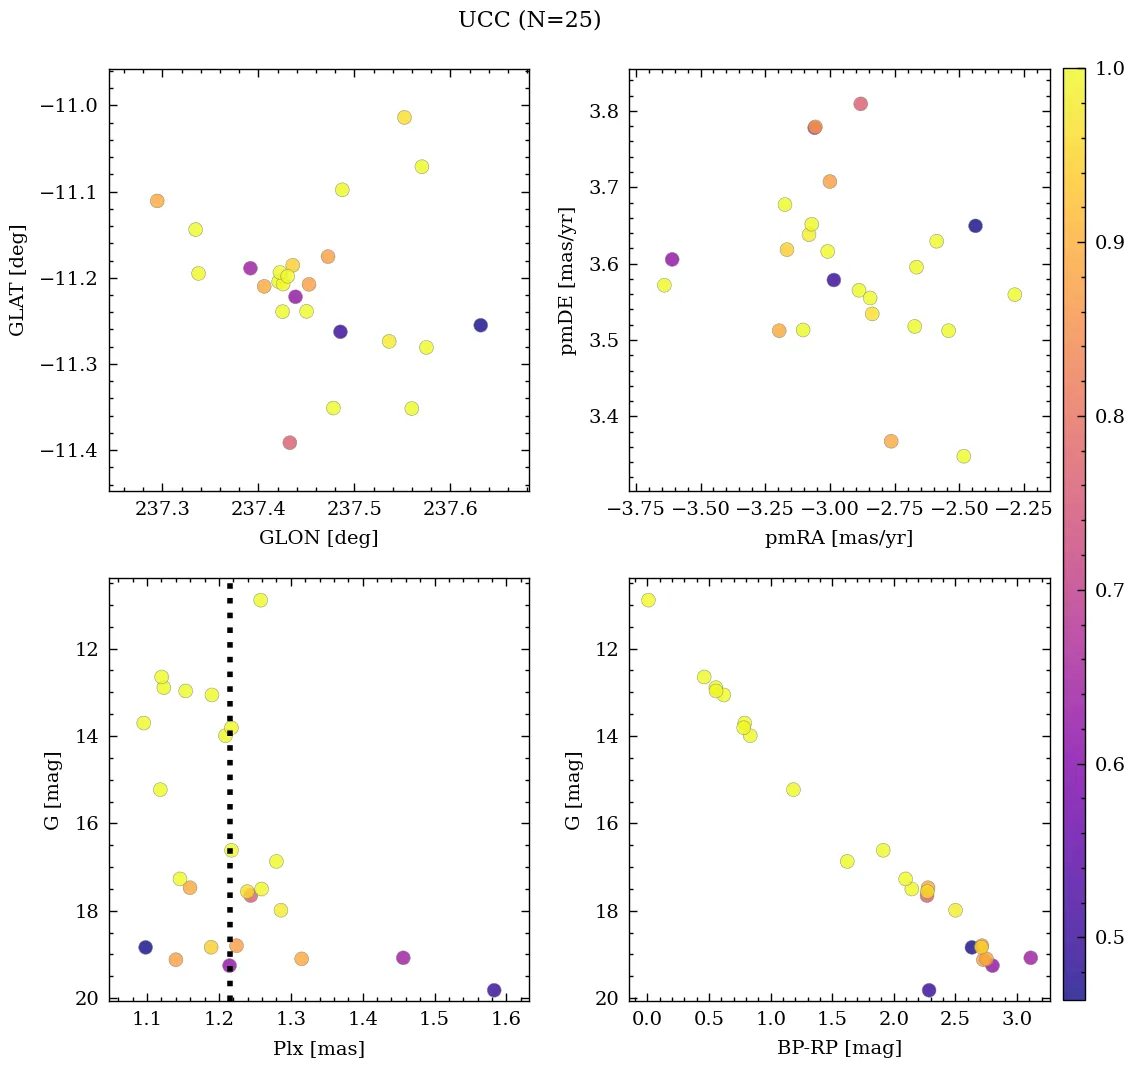 UCC (N=25)
−11.0
−11.1
−11.2
−11.3
−11.4
GLAT [deg]
237.3 237.4 237.5 237.6
GLON [deg]
3.8
3.7
3.6
3.5
3.4
pmDE [mas/yr]
−3.75 −3.50 −3.25 −3.00 −2.75 −2.50 −2.25
pmRA [mas/yr]
1.0
0.9
0.8
0.7
0.6
0.5
12
14
16
18
20
G [mag]
1.1 1.2 1.3 1.4 1.5 1.6
Plx [mas]
12
14
16
18
20
G [mag]
0.0 0.5 1.0 1.5 2.0 2.5 3.0
BP-RP [mag]